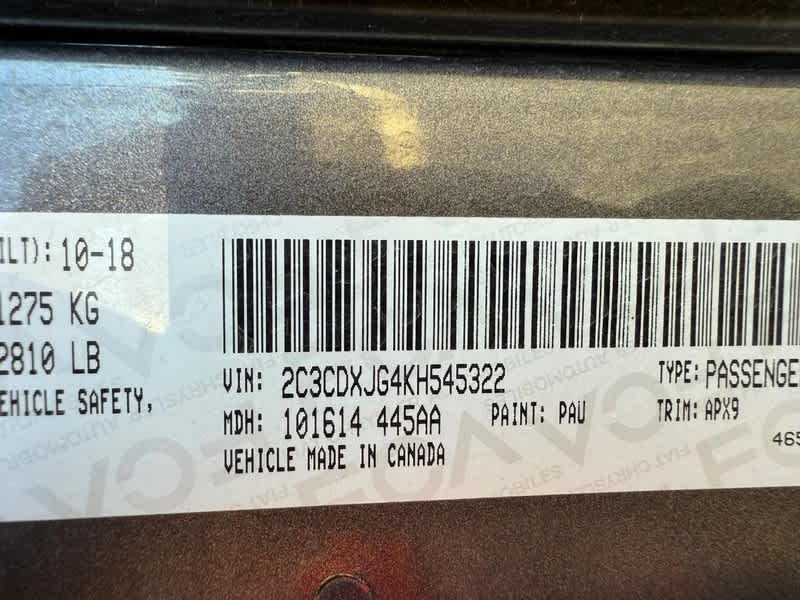 ILT): 10-18
1275 KG
2810 LB
EHICLE SAFETY,
VIN: 2C3CDXJG4KH545322 TYPE: PASSENGE
MDH: 101614 445AA PAINT: PAU TRIM: APX9
VEHICLE MADE IN CANADA
465